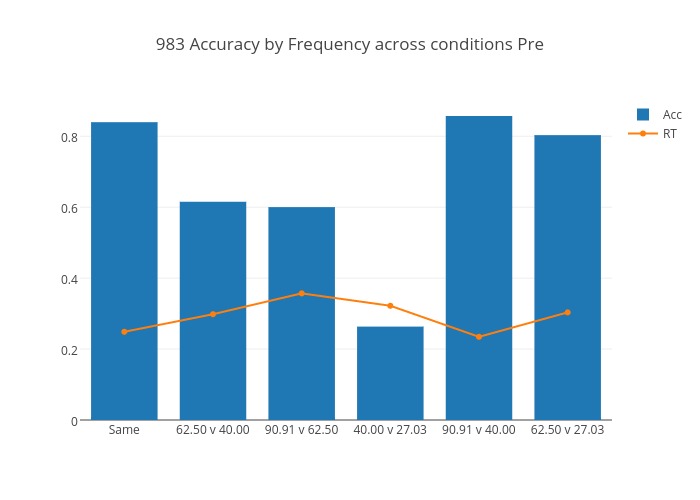 983 Accuracy by Frequency across conditions Pre
Acc
RT
0.8
0.6
0.4
0.2
0
Same 62.50 v 40.00 90.91 v 62.50 40.00 v 27.03 90.91 v 40.00 62.50 v 27.03